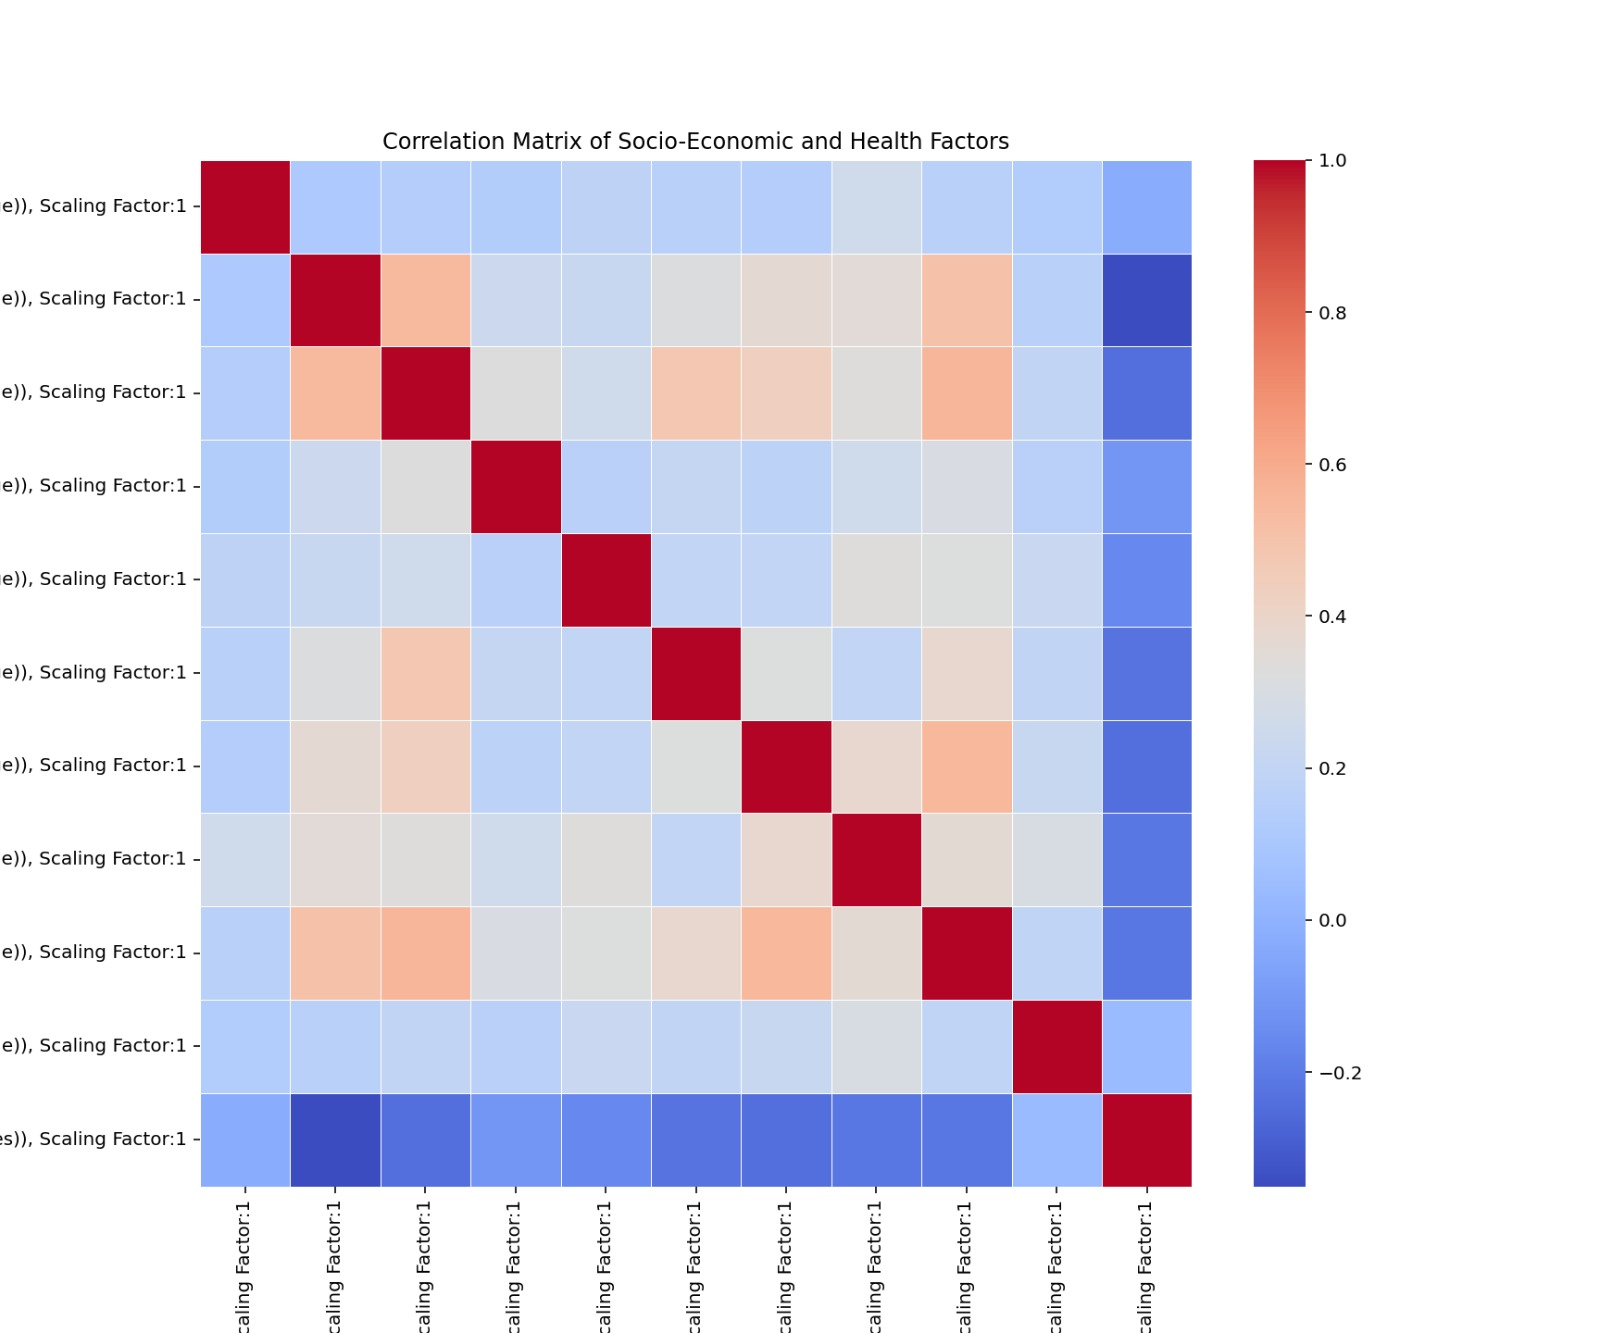 Correlation Matrix of Socio-Economic and Health Factors
e)), Scaling Factor:1
e)), Scaling Factor:1
e)), Scaling Factor:1
e)), Scaling Factor:1
e)), Scaling Factor:1
e)), Scaling Factor:1
e)), Scaling Factor:1
e)), Scaling Factor:1
e)), Scaling Factor:1
e)), Scaling Factor:1
es)), Scaling Factor:1
caling Factor:1
caling Factor:1
caling Factor:1
caling Factor:1
caling Factor:1
caling Factor:1
caling Factor:1
caling Factor:1
caling Factor:1
caling Factor:1
caling Factor:1
1.0
0.8
0.6
0.4
0.2
0.0
−0.2